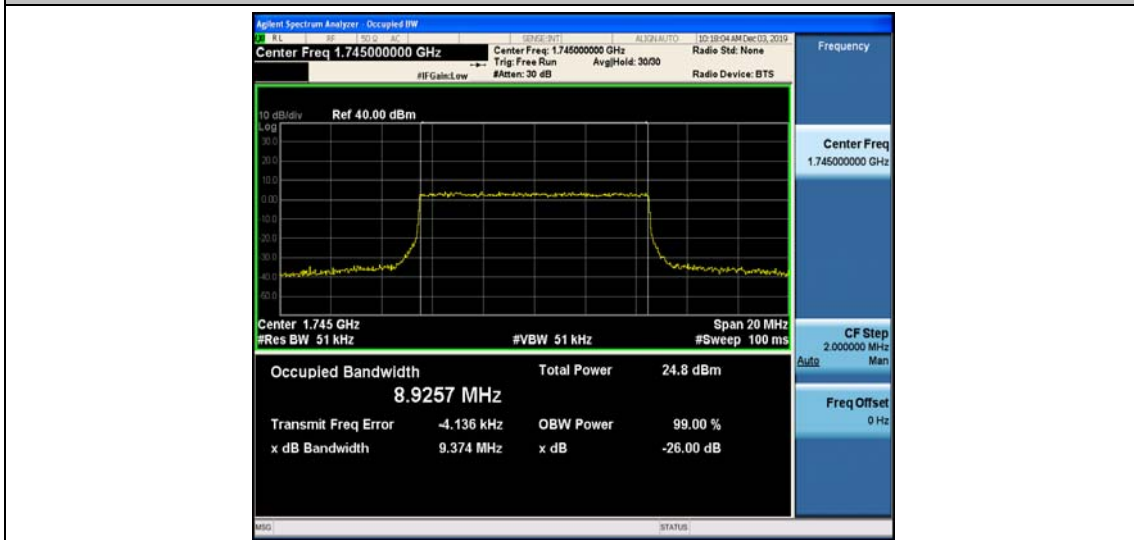 Agilent Spectrum Analyzer - Occupied BW
RL RF 50 Ω AC SENSE:INT ALIGN AUTO 10:18:04 AM Dec 03, 2019
Center Freq 1.745000000 GHz
Center Freq: 1.745000000 GHz
Radio Std: None
Trig: Free Run Avg|Hold: 30/30
#IFGain:Low #Atten: 30 dB Radio Device: BTS
10 dB/div Ref 40.00 dBm
Log
30.0
20.0
10.0
0.00
-10.0
-20.0
-30.0
-40.0
-50.0
Center 1.745 GHz Span 20 MHz
#Res BW 51 kHz #VBW 51 kHz #Sweep 100 ms
Occupied Bandwidth Total Power 24.8 dBm
8.9257 MHz
Transmit Freq Error -4.136 kHz OBW Power 99.00 %
x dB Bandwidth 9.374 MHz x dB -26.00 dB
MSG STATUS
Frequency
Center Freq
1.745000000 GHz
CF Step
2.000000 MHz
Auto Man
Freq Offset
0 Hz